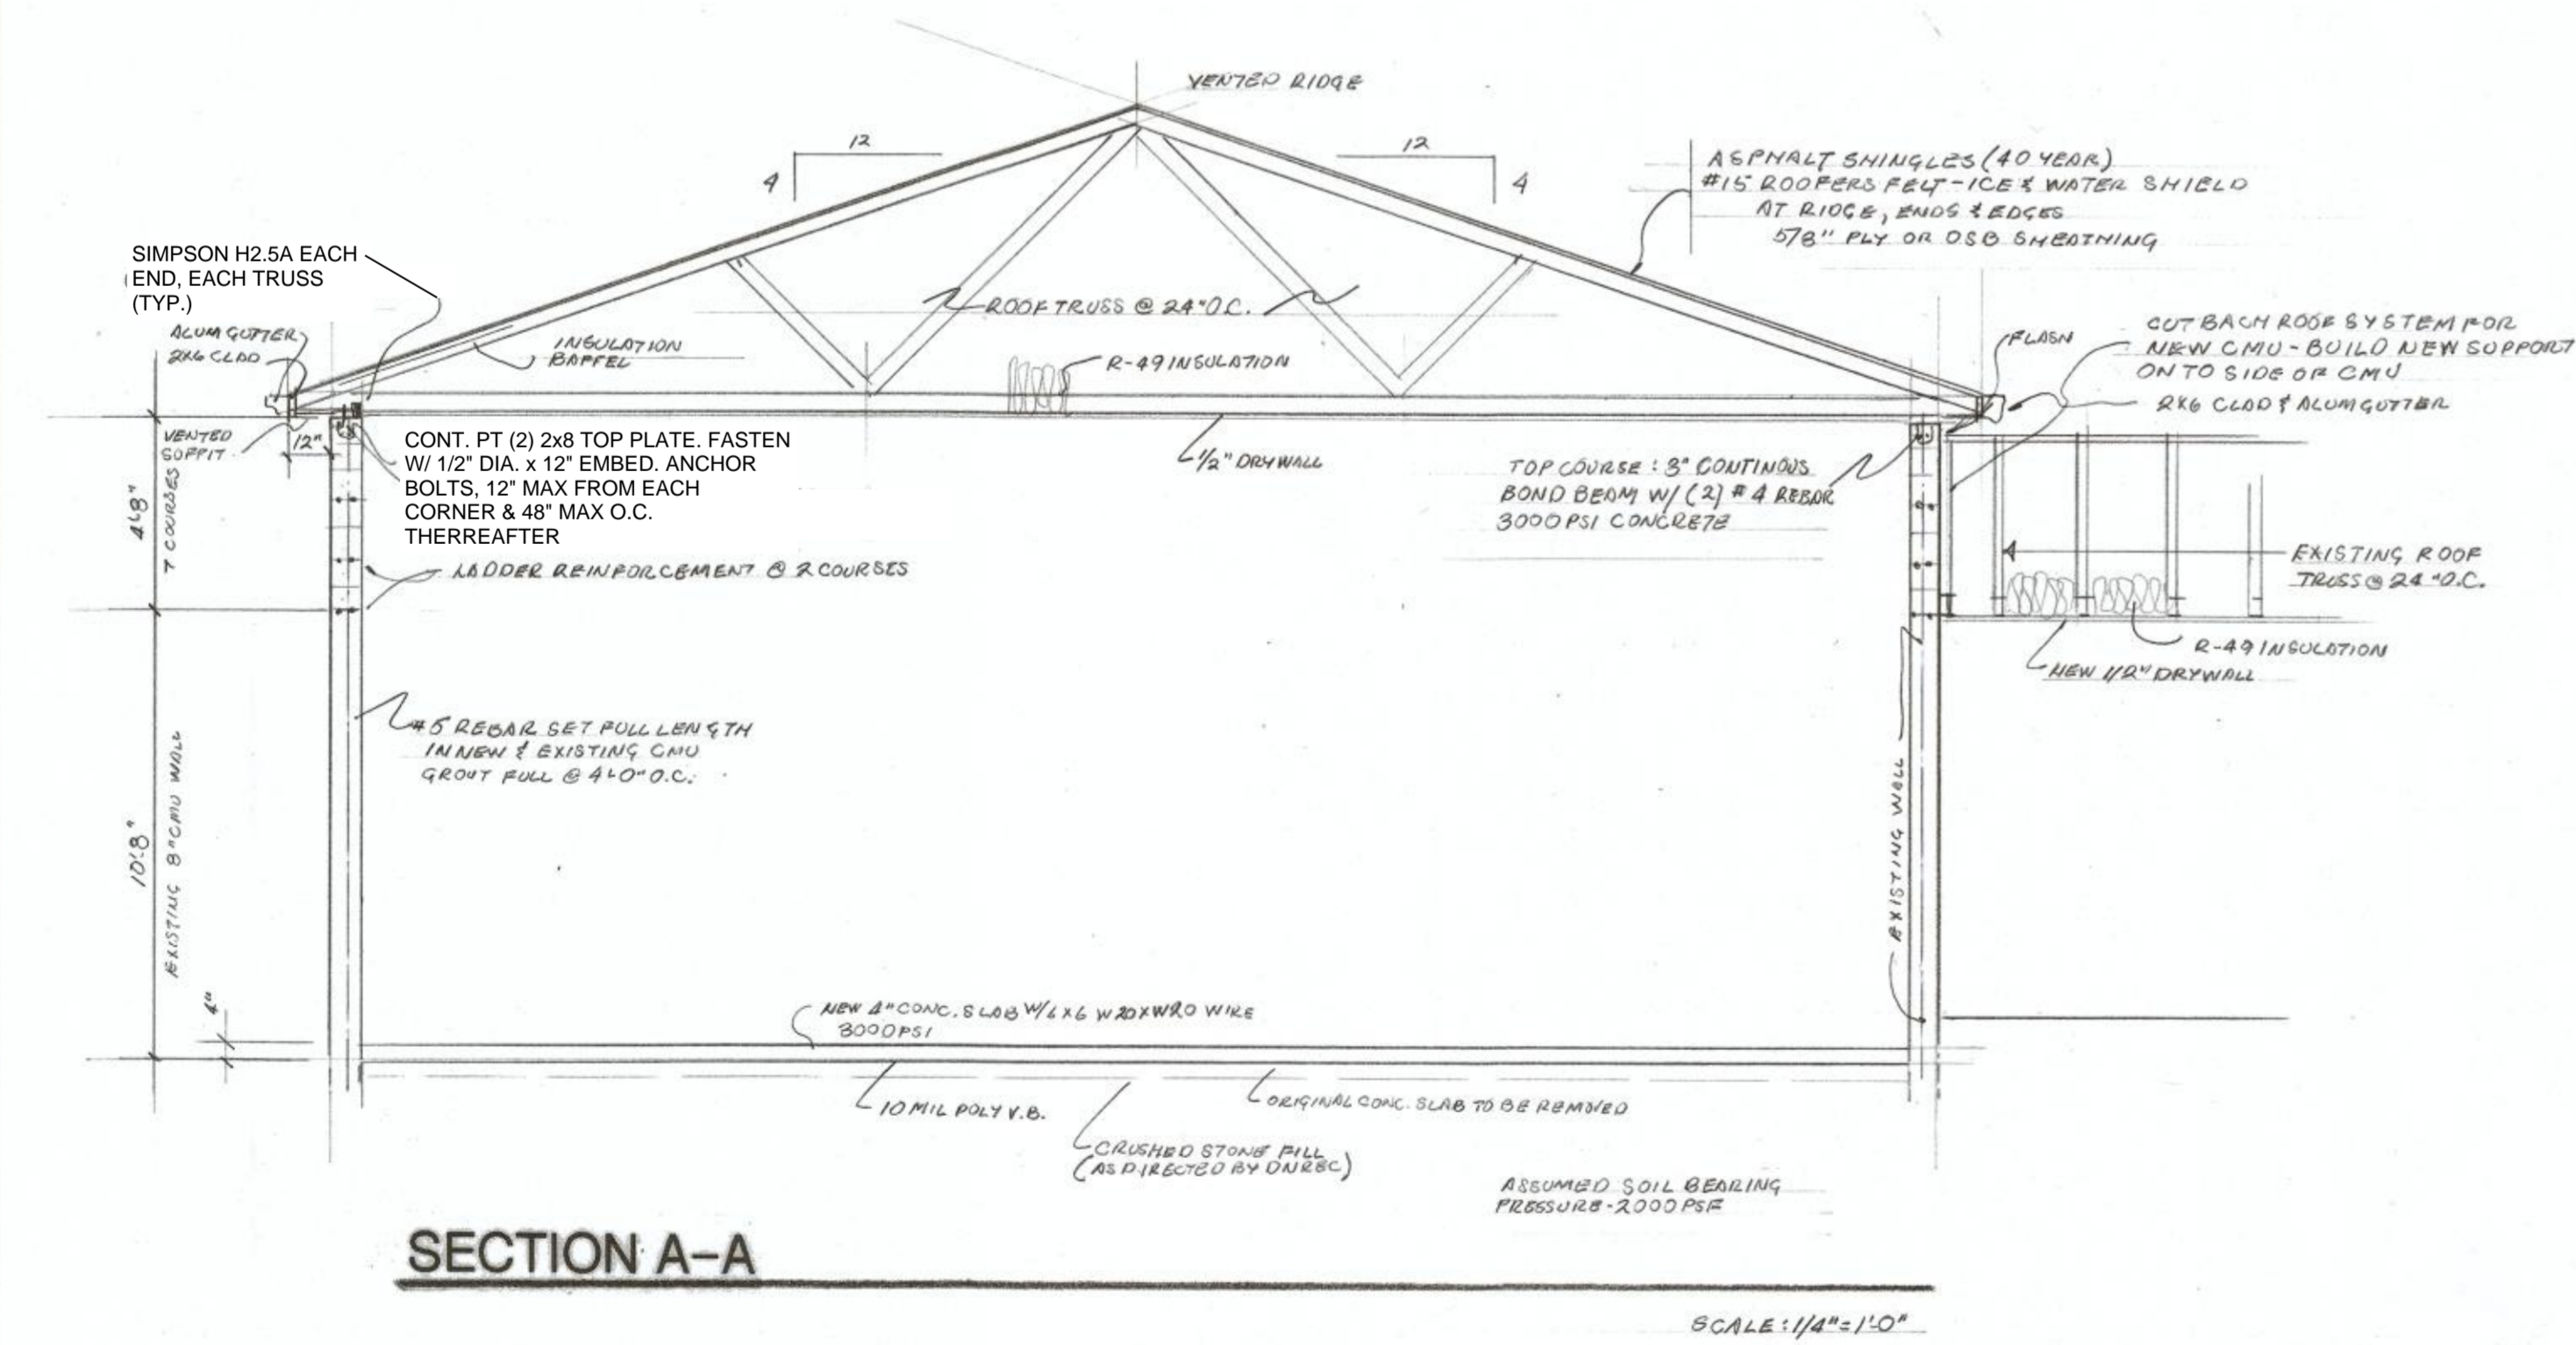 VENTED RIDGE
12
4
12
4
ASPHALT SHINGLES (40 YEAR)
#15 ROOFERS FELT-ICE & WATER SHIELD
AT RIDGE, ENDS & EDGES
5/8" PLY OR OSB SHEATHING
SIMPSON H2.5A EACH
END, EACH TRUSS
(TYP.)
ALUM GUTTER
2X6 CLAD
INSULATION
BAFFEL
ROOF TRUSS @ 24" O.C.
R-49 INSULATION
FLASH
CUT BACH ROOF SYSTEM FOR
NEW CMU - BUILD NEW SUPPORT
ONTO SIDE OF CMU
2X6 CLAD & ALUM GUTTER
VENTED
SOFFIT
12"
CONT. PT (2) 2x8 TOP PLATE. FASTEN
W/ 1/2" DIA. x 12" EMBED. ANCHOR
BOLTS, 12" MAX FROM EACH
CORNER & 48" MAX O.C.
THERREAFTER
1/2" DRYWALL
TOP COURSE : 8" CONTINOUS
BOND BEAM W/ (2) #4 REBAR
3000 PSI CONCRETE
4'-8"
7 COURSES
LADDER REINFORCEMENT @ 2 COURSES
EXISTING ROOF
TRUSS @ 24" O.C.
R-49 INSULATION
NEW 1/2" DRYWALL
#5 REBAR SET FULL LENGTH
IN NEW & EXISTING CMU
GROUT FULL @ 4'-0" O.C.
10'-8"
EXISTING 8" CMU WALL
EXISTING WALL
4"
NEW 4" CONC. SLAB W/ 6X6 W20XW20 WIRE
3000 PSI
10 MIL POLY V.B.
ORIGINAL CONC. SLAB TO BE REMOVED
CRUSHED STONE FILL
(AS DIRECTED BY DNREC)
ASSUMED SOIL BEARING
PRESSURE - 2000 PSF
SECTION A-A
SCALE : 1/4" = 1'-0"